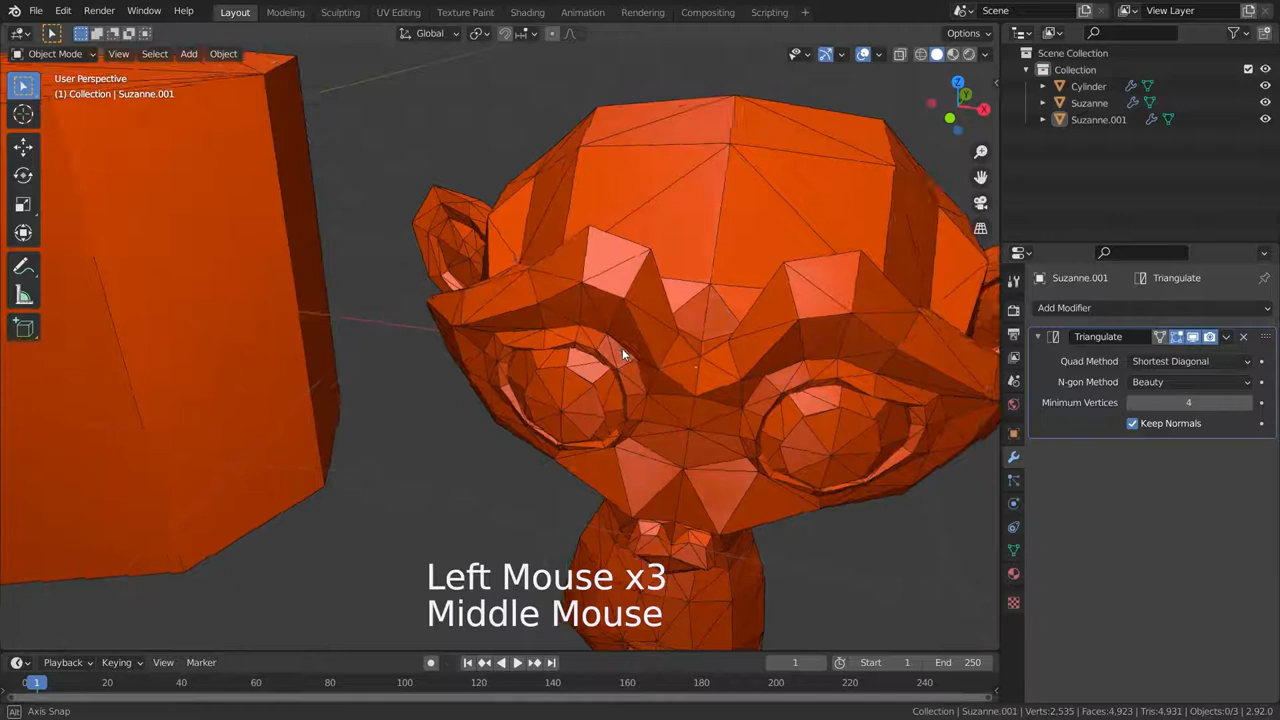 File Edit Render Window Help Layout Modeling Sculpting UV Editing Texture Paint Shading Animation Rendering Compositing Scripting + Scene View Layer
Global Options
Object Mode View Select Add Object
User Perspective
(1) Collection | Suzanne.001
Z
Y
X
Scene Collection
Collection
Cylinder
Suzanne
Suzanne.001
Suzanne.001 Triangulate
Add Modifier
Triangulate
Quad Method Shortest Diagonal
N-gon Method Beauty
Minimum Vertices 4
Keep Normals
Left Mouse x3
Middle Mouse
Playback Keying View Marker 1 Start 1 End 250
1 20 40 60 80 100 120 140 160 180 200 220 240
Alt Axis Snap Collection | Suzanne.001 | Verts:2,535 | Faces:4,923 | Tris:4,931 | Objects:0/3 | 2.92.0